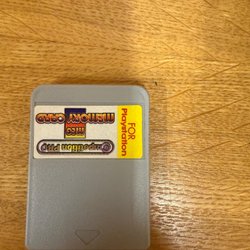 Competition PRO
MEMORY CARD
FOR
Playstation